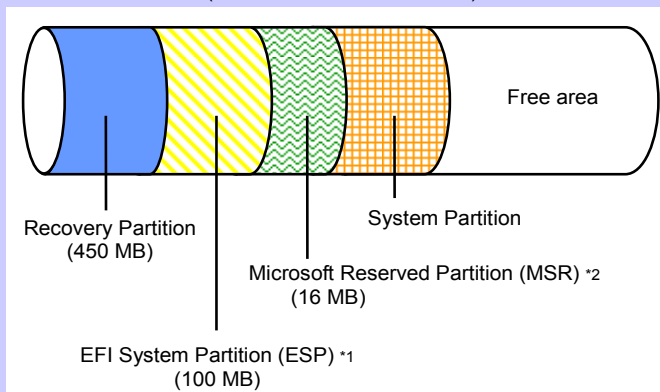 Free area
System Partition
Recovery Partition
(450 MB)
Microsoft Reserved Partition (MSR) *2
(16 MB)
EFI System Partition (ESP) *1
(100 MB)